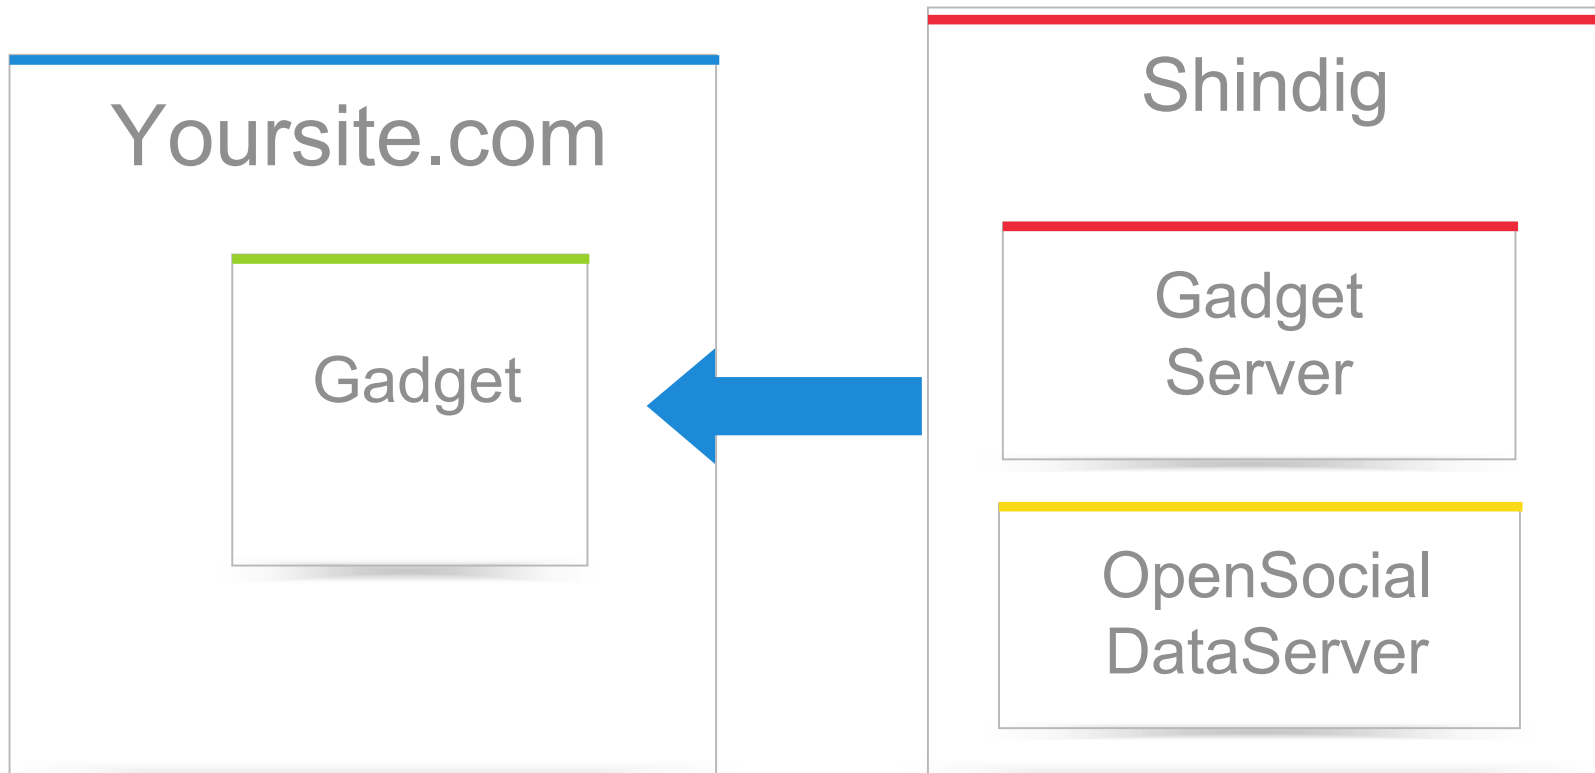 Yoursite.com
Gadget
Shindig
Gadget
Server
OpenSocial
DataServer